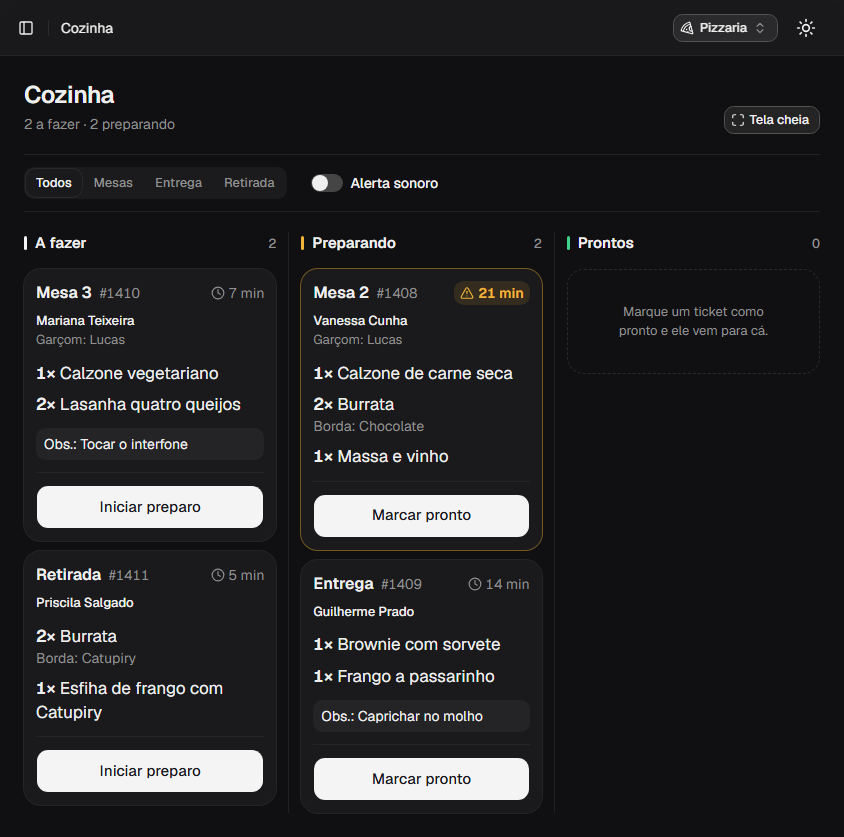 Cozinha
Pizzaria
Cozinha
2 a fazer · 2 preparando
Tela cheia
Todos Mesas Entrega Retirada Alerta sonoro
A fazer 2
Mesa 3 #1410 7 min
Mariana Teixeira
Garçom: Lucas
1× Calzone vegetariano
2× Lasanha quatro queijos
Obs.: Tocar o interfone
Iniciar preparo
Retirada #1411 5 min
Priscila Salgado
2× Burrata
Borda: Catupiry
1× Esfiha de frango com
Catupiry
Iniciar preparo
Preparando 2
Mesa 2 #1408 21 min
Vanessa Cunha
Garçom: Lucas
1× Calzone de carne seca
2× Burrata
Borda: Chocolate
1× Massa e vinho
Marcar pronto
Entrega #1409 14 min
Guilherme Prado
1× Brownie com sorvete
1× Frango a passarinho
Obs.: Caprichar no molho
Marcar pronto
Prontos 0
Marque um ticket como
pronto e ele vem para cá.